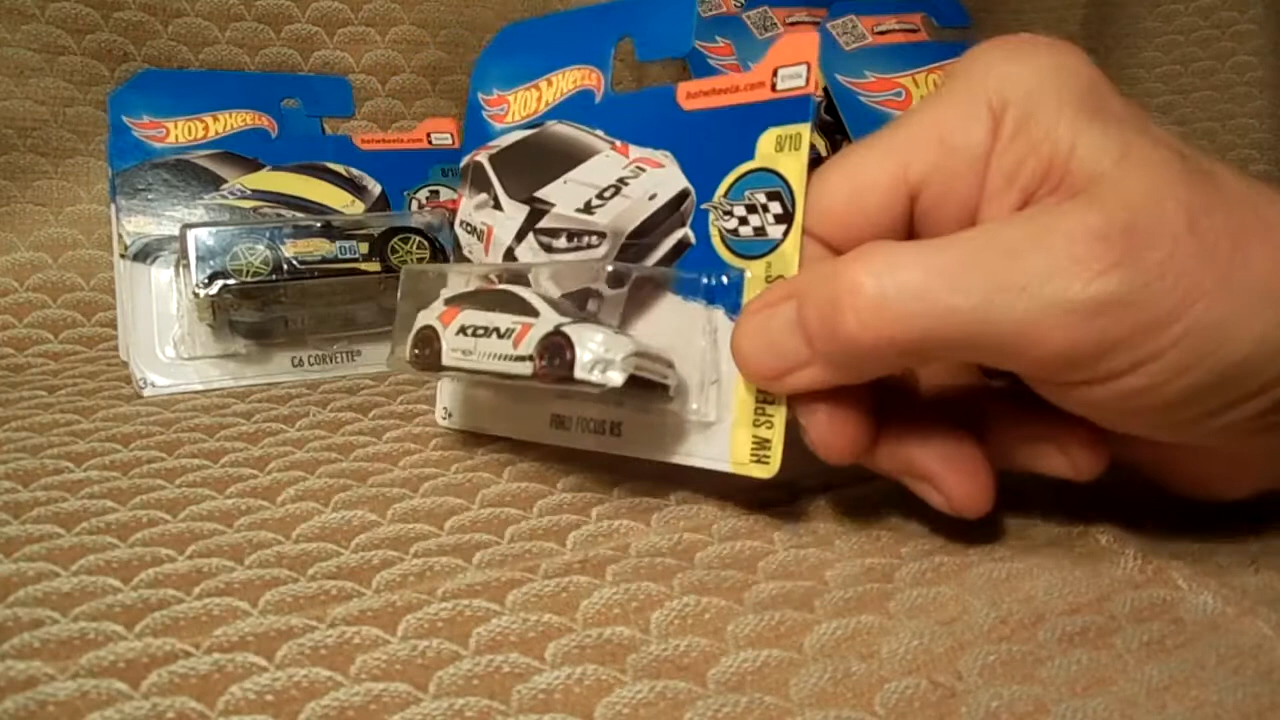 HOT WHEELS
hotwheels.com
06
C6 CORVETTE®
3+
HOT WHEELS
hotwheels.com
8/10
KONI
KONI
KONI
3+
FORD FOCUS RS
HW SPE
HOT